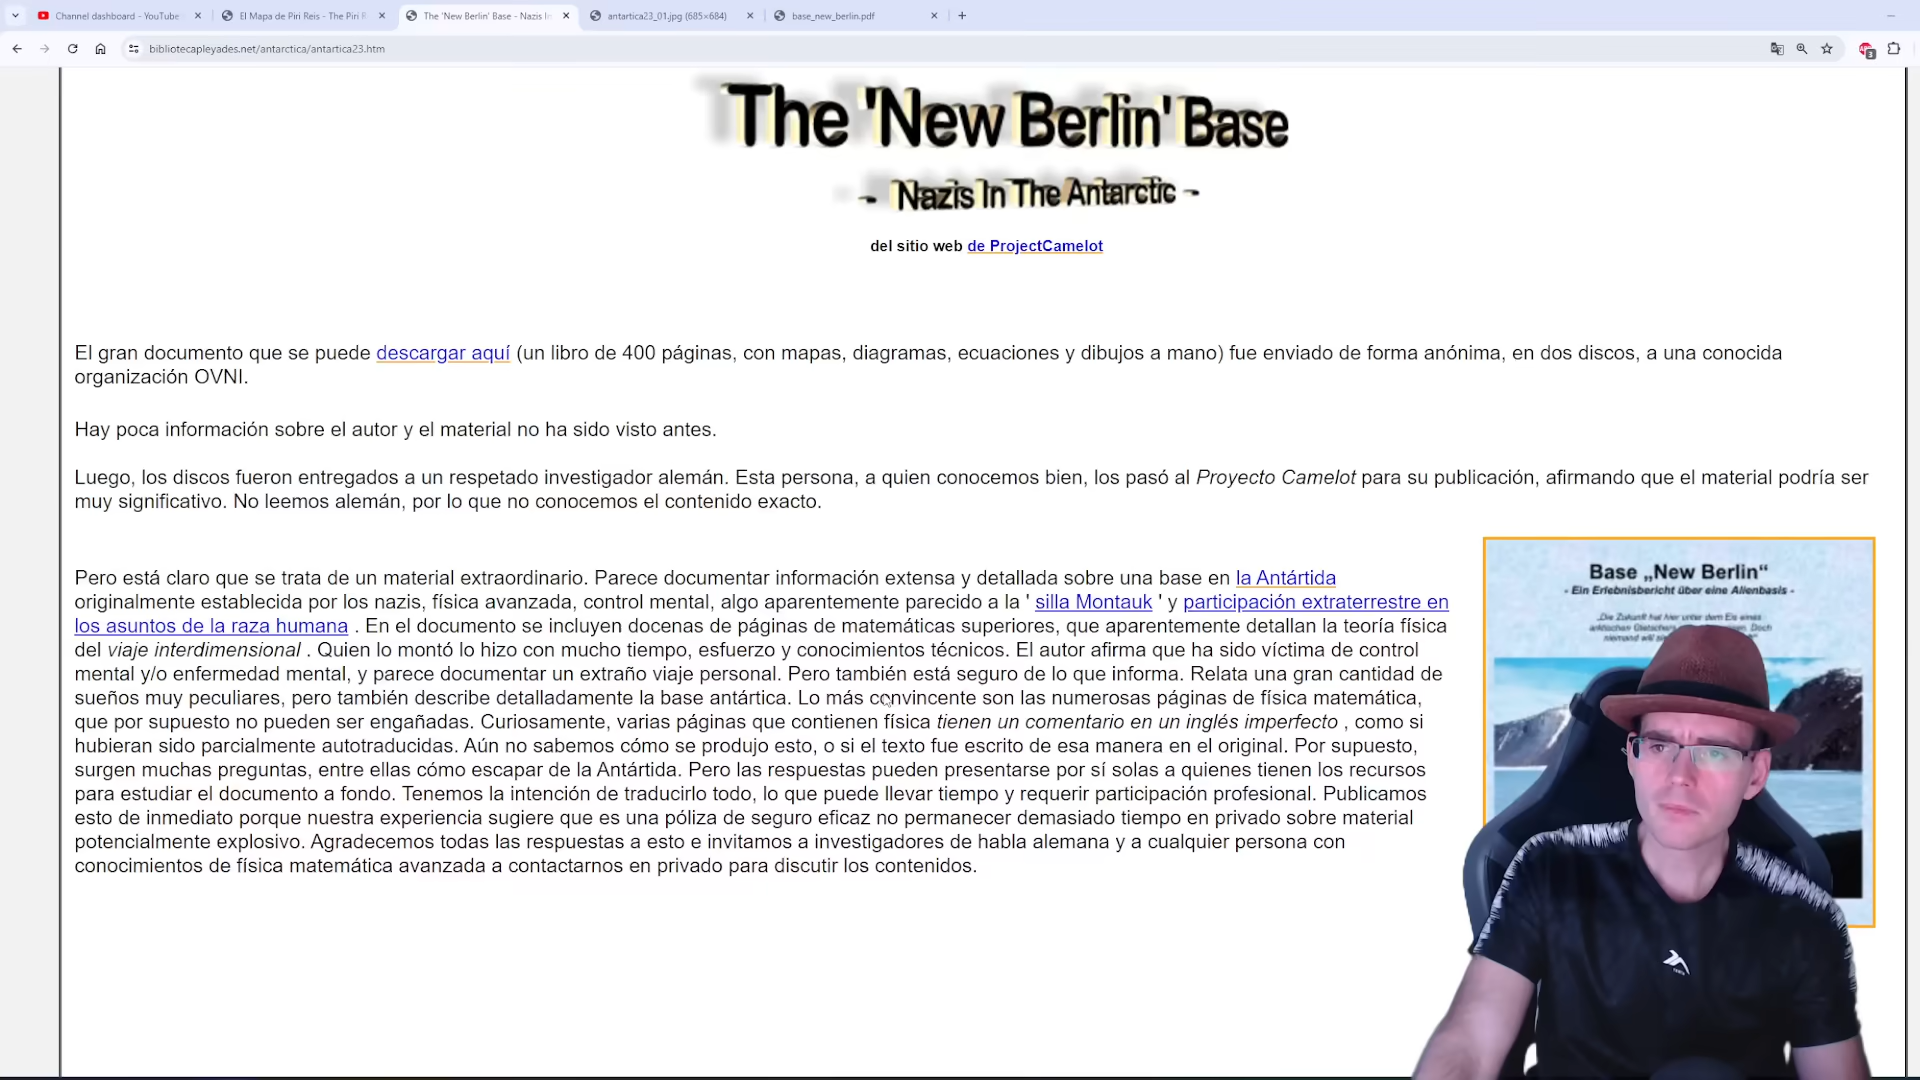 Channel dashboard - YouTube
El Mapa de Piri Reis - The Piri R
The 'New Berlin' Base - Nazis In
antartica23_01.jpg (685×684)
base_new_berlin.pdf
bibliotecapleyades.net/antarctica/antartica23.htm
3
The 'New Berlin' Base
- Nazis In The Antarctic -
del sitio web de ProjectCamelot
El gran documento que se puede descargar aquí (un libro de 400 páginas, con mapas, diagramas, ecuaciones y dibujos a mano) fue enviado de forma anónima, en dos discos, a una conocida
organización OVNI.
Hay poca información sobre el autor y el material no ha sido visto antes.
Luego, los discos fueron entregados a un respetado investigador alemán. Esta persona, a quien conocemos bien, los pasó al Proyecto Camelot para su publicación, afirmando que el material podría ser
muy significativo. No leemos alemán, por lo que no conocemos el contenido exacto.
Pero está claro que se trata de un material extraordinario. Parece documentar información extensa y detallada sobre una base en la Antártida
originalmente establecida por los nazis, física avanzada, control mental, algo aparentemente parecido a la ' silla Montauk ' y participación extraterrestre en
los asuntos de la raza humana . En el documento se incluyen docenas de páginas de matemáticas superiores, que aparentemente detallan la teoría física
del viaje interdimensional . Quien lo montó lo hizo con mucho tiempo, esfuerzo y conocimientos técnicos. El autor afirma que ha sido víctima de control
mental y/o enfermedad mental, y parece documentar un extraño viaje personal. Pero también está seguro de lo que informa. Relata una gran cantidad de
sueños muy peculiares, pero también describe detalladamente la base antártica. Lo más convincente son las numerosas páginas de física matemática,
que por supuesto no pueden ser engañadas. Curiosamente, varias páginas que contienen física tienen un comentario en un inglés imperfecto , como si
hubieran sido parcialmente autotraducidas. Aún no sabemos cómo se produjo esto, o si el texto fue escrito de esa manera en el original. Por supuesto,
surgen muchas preguntas, entre ellas cómo escapar de la Antártida. Pero las respuestas pueden presentarse por sí solas a quienes tienen los recursos
para estudiar el documento a fondo. Tenemos la intención de traducirlo todo, lo que puede llevar tiempo y requerir participación profesional. Publicamos
esto de inmediato porque nuestra experiencia sugiere que es una póliza de seguro eficaz no permanecer demasiado tiempo en privado sobre material
potencialmente explosivo. Agradecemos todas las respuestas a esto e invitamos a investigadores de habla alemana y a cualquier persona con
conocimientos de física matemática avanzada a contactarnos en privado para discutir los contenidos.
Base „New Berlin“
- Ein Erlebnisbericht über eine Alienbasis -
„Die Zukunft hat hier unter dem Eis eines
antarktischen Gletschers Doch
niemand will